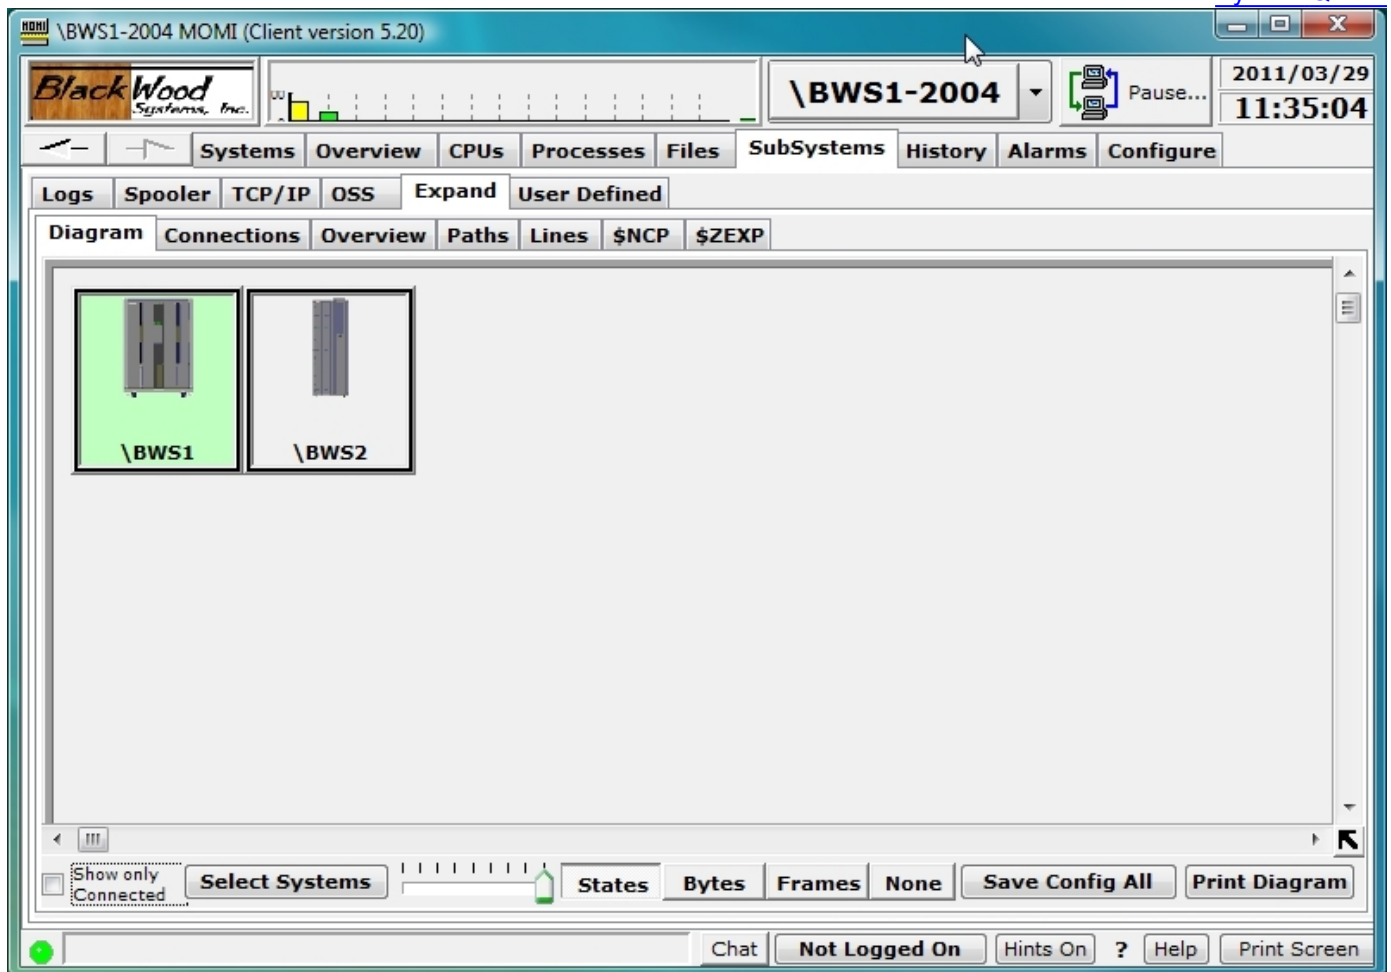 \BWS1-2004 MOMI (Client version 5.20)
BlackWood
Systems, Inc.
\BWS1-2004
Pause...
2011/03/29
11:35:04
Systems Overview CPUs Processes Files SubSystems History Alarms Configure
Logs Spooler TCP/IP OSS Expand User Defined
Diagram Connections Overview Paths Lines $NCP $ZEXP
\BWS1 \BWS2
Show only
Connected
Select Systems States Bytes Frames None Save Config All Print Diagram
Chat Not Logged On Hints On ? Help Print Screen